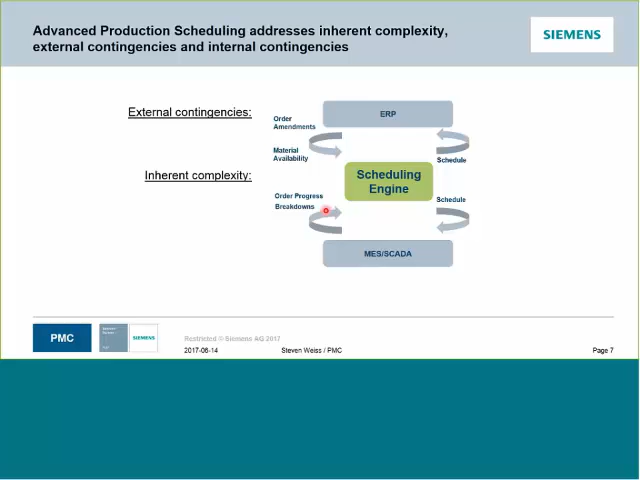 Advanced Production Scheduling addresses inherent complexity,
external contingencies and internal contingencies
SIEMENS
External contingencies:
Order
Amendments
ERP
Material
Availability
Schedule
Inherent complexity:
Scheduling
Engine
Order Progress
Breakdowns
Schedule
MES/SCADA
PMC
SIEMENS
Restricted © Siemens AG 2017
2017-06-14
Steven Weiss / PMC
Page 7